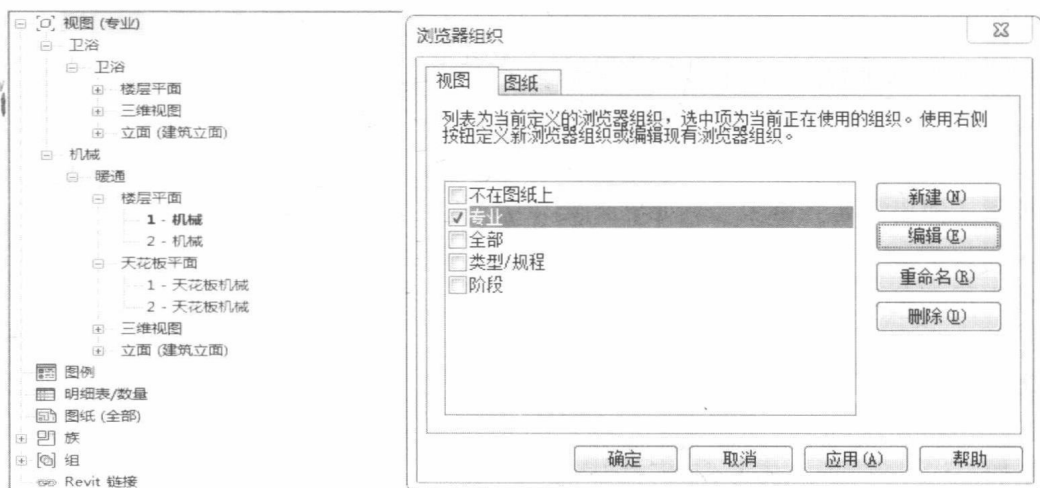 视图 (专业)
卫浴
卫浴
楼层平面
三维视图
立面 (建筑立面)
机械
暖通
楼层平面
1 - 机械
2 - 机械
天花板平面
1 - 天花板机械
2 - 天花板机械
三维视图
立面 (建筑立面)
图例
明细表/数量
图纸 (全部)
族
组
Revit 链接
浏览器组织
视图
图纸
列表为当前定义的浏览器组织，选中项为当前正在使用的组织。使用右侧
按钮定义新浏览器组织或编辑现有浏览器组织。
不在图纸上
专业
全部
类型/规程
阶段
新建(N)
编辑(E)
重命名(R)
删除(D)
确定
取消
应用(A)
帮助